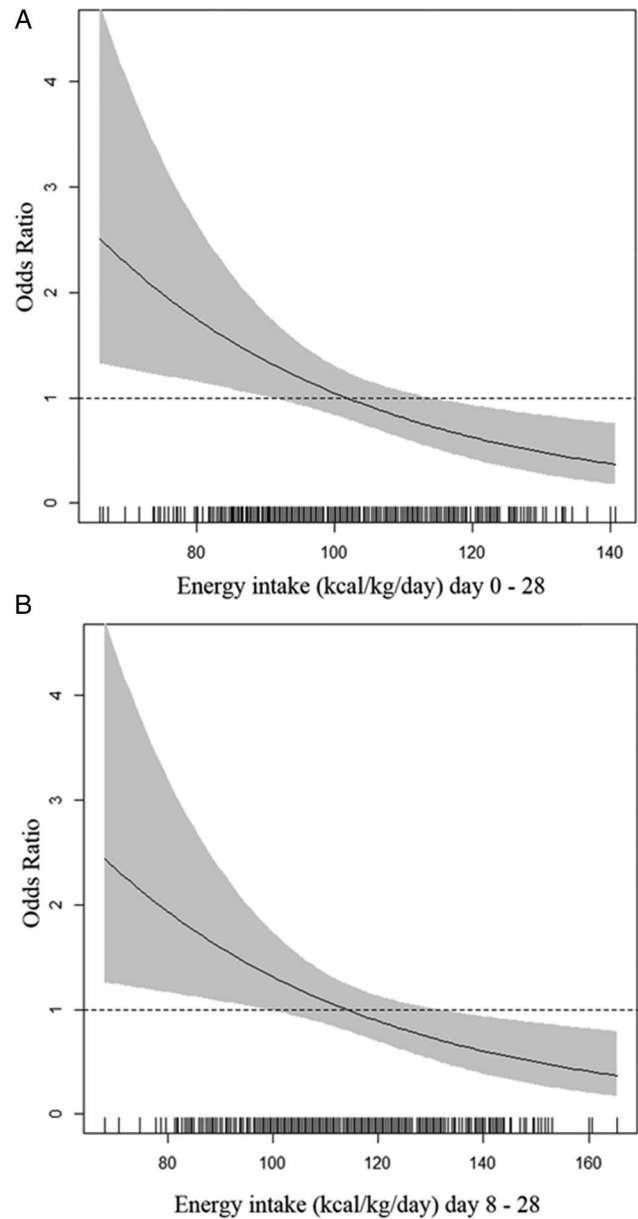 A
4
3
2
1
0
Odds Ratio
80 100 120 140
Energy intake (kcal/kg/day) day 0 - 28
B
4
3
2
1
0
Odds Ratio
80 100 120 140 160
Energy intake (kcal/kg/day) day 8 - 28